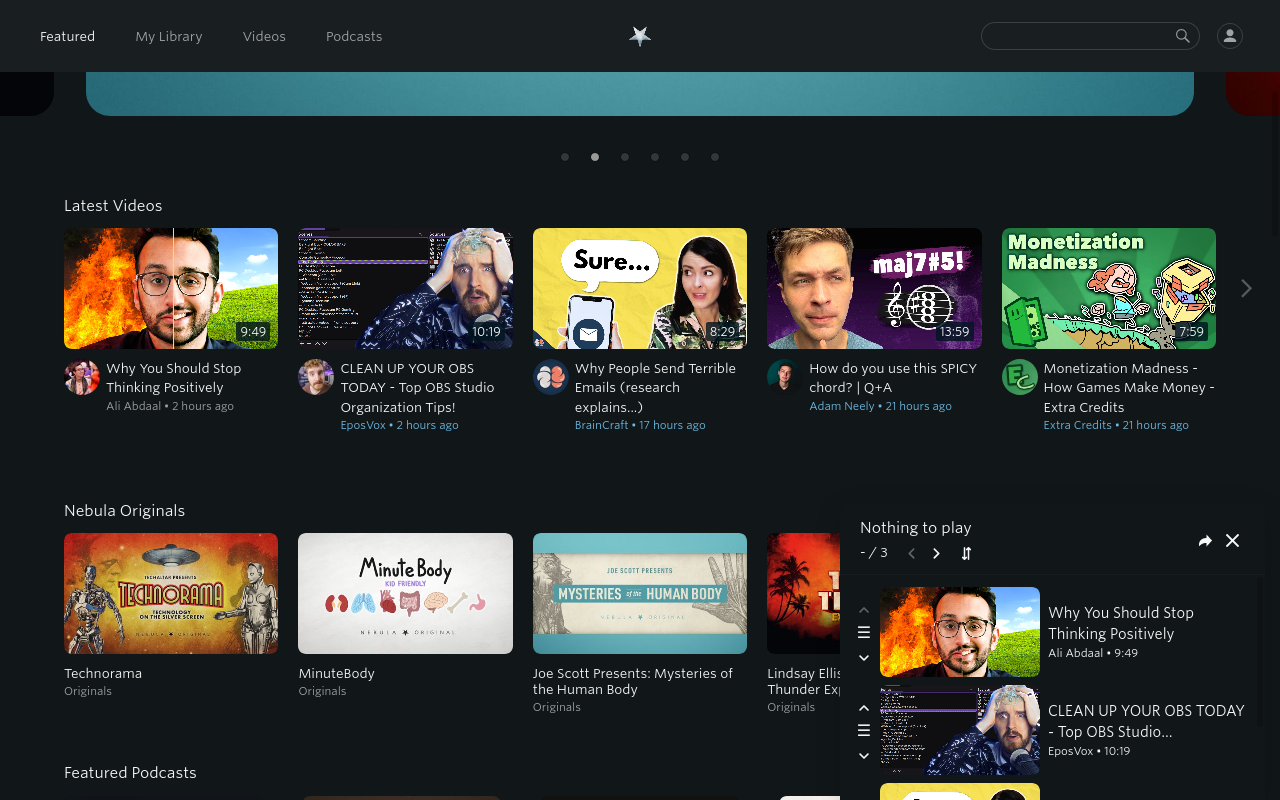 Featured
My Library
Videos
Podcasts
Latest Videos
9:49
10:19
Sure...
8:29
maj7#5!
13:59
Monetization
Madness
7:59
Why You Should Stop
Thinking Positively
Ali Abdaal • 2 hours ago
CLEAN UP YOUR OBS
TODAY - Top OBS Studio
Organization Tips!
EposVox • 2 hours ago
Why People Send Terrible
Emails (research
explains...)
BrainCraft • 17 hours ago
How do you use this SPICY
chord? | Q+A
Adam Neely • 21 hours ago
EC
Monetization Madness -
How Games Make Money -
Extra Credits
Extra Credits • 21 hours ago
Nebula Originals
TECHALTAR PRESENTS
TECHNORAMA
TECHNOLOGY
ON THE SILVER SCREEN
NEBULA ORIGINAL
Minute Body
KID FRIENDLY
NEBULA ORIGINAL
JOE SCOTT PRESENTS
MYSTERIES of the HUMAN BODY
NEBULA ORIGINAL
Technorama
Originals
MinuteBody
Originals
Joe Scott Presents: Mysteries of
the Human Body
Originals
Lindsay Ellis
Thunder Exp
Originals
Featured Podcasts
Nothing to play
- / 3
Why You Should Stop
Thinking Positively
Ali Abdaal • 9:49
CLEAN UP YOUR OBS TODAY
- Top OBS Studio...
EposVox • 10:19